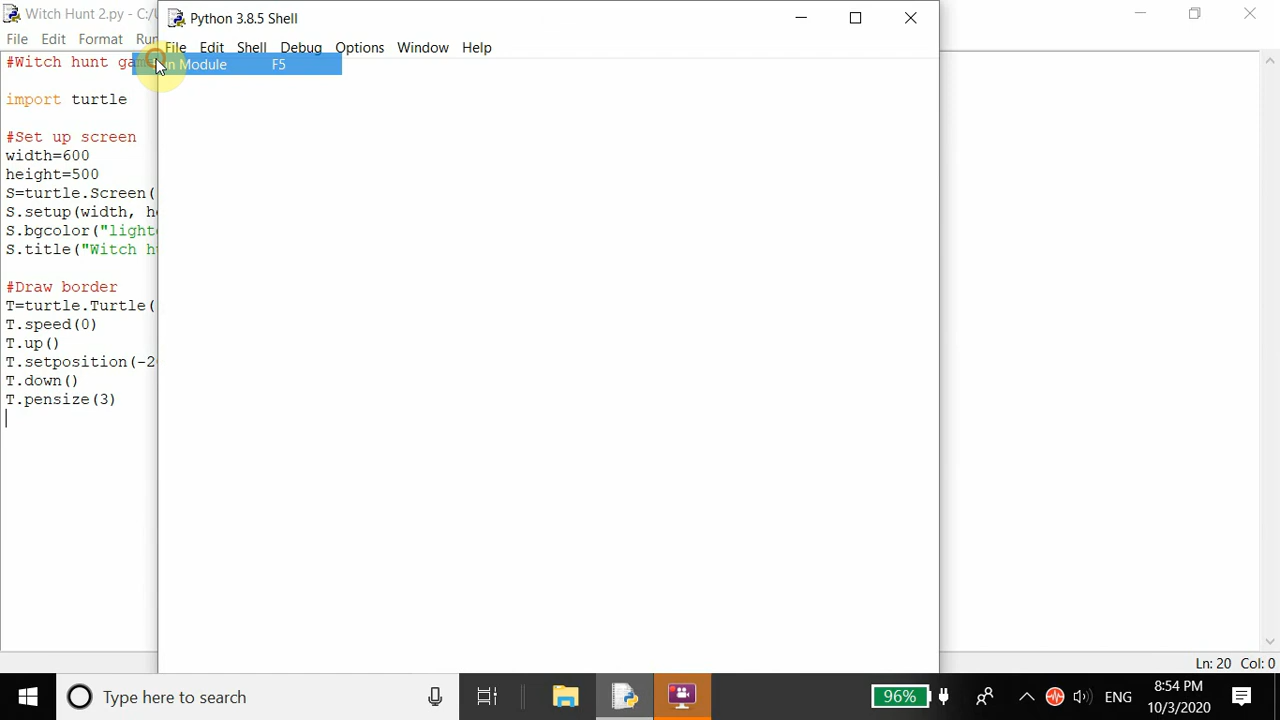 Witch Hunt 2.py - C:/
File Edit Format Run
#Witch hunt game
import turtle
#Set up screen
width=600
height=500
S=turtle.Screen(
S.setup(width, he
S.bgcolor("light
S.title("Witch h
#Draw border
T=turtle.Turtle(
T.speed(0)
T.up()
T.setposition(-2
T.down()
T.pensize(3)
Python 3.8.5 Shell
File Edit Shell Debug Options Window Help
n Module F5
Ln: 20 Col: 0
Type here to search
96%
ENG
8:54 PM
10/3/2020